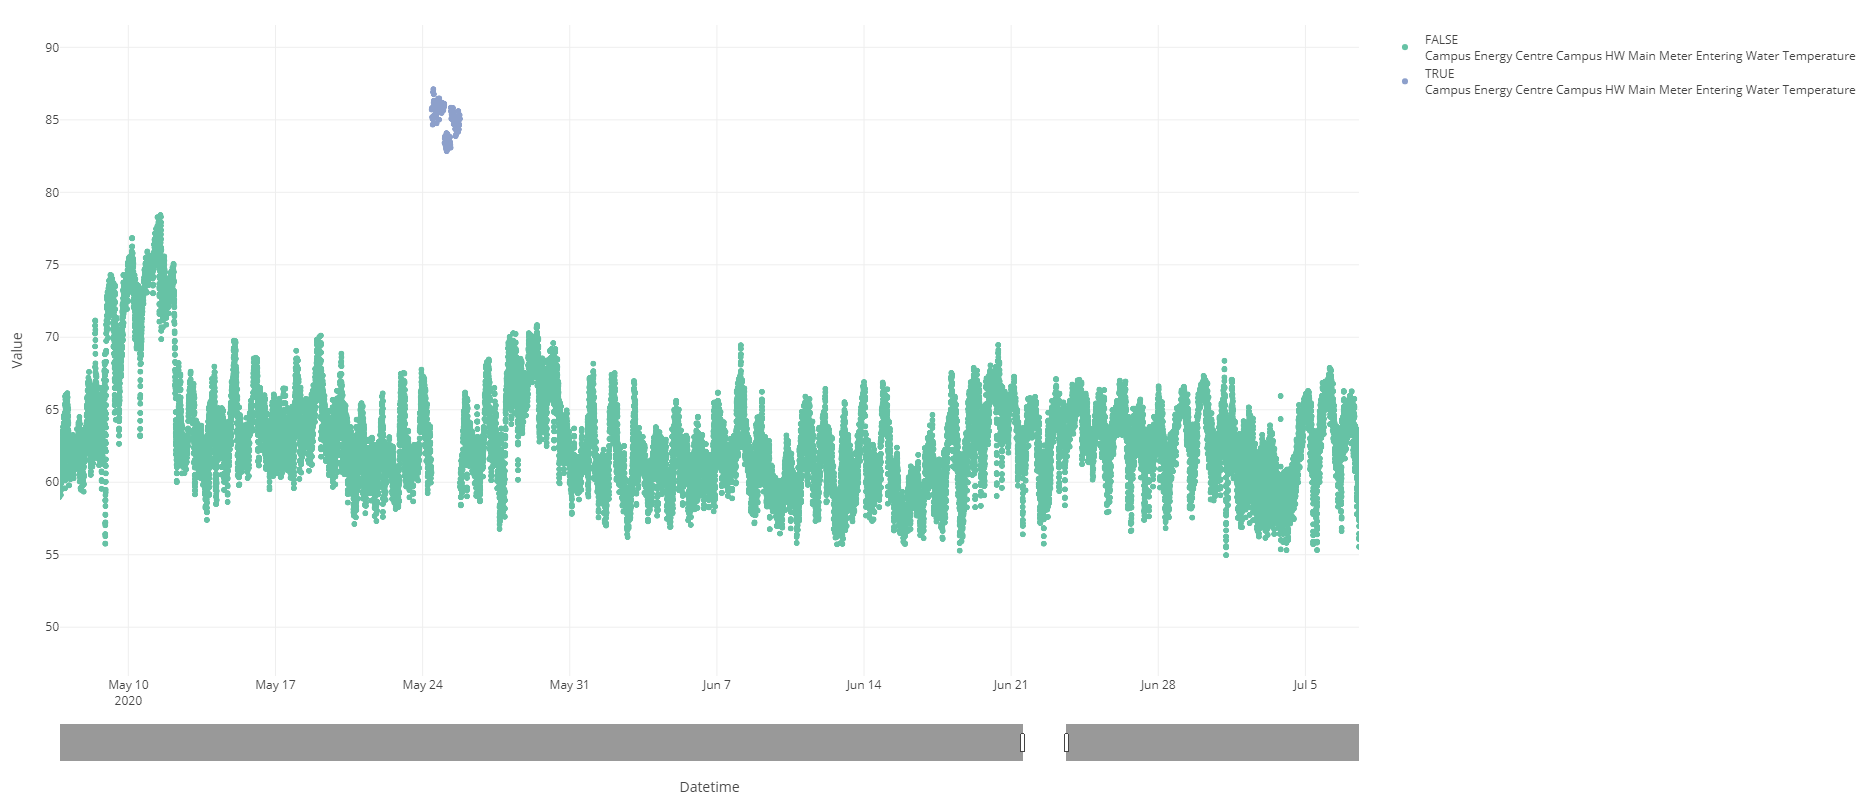 90
85
80
75
70
65
60
55
50
Value
May 10
2020
May 17
May 24
May 31
Jun 7
Jun 14
Jun 21
Jun 28
Jul 5
Datetime
FALSE
Campus Energy Centre Campus HW Main Meter Entering Water Temperature
TRUE
Campus Energy Centre Campus HW Main Meter Entering Water Temperature